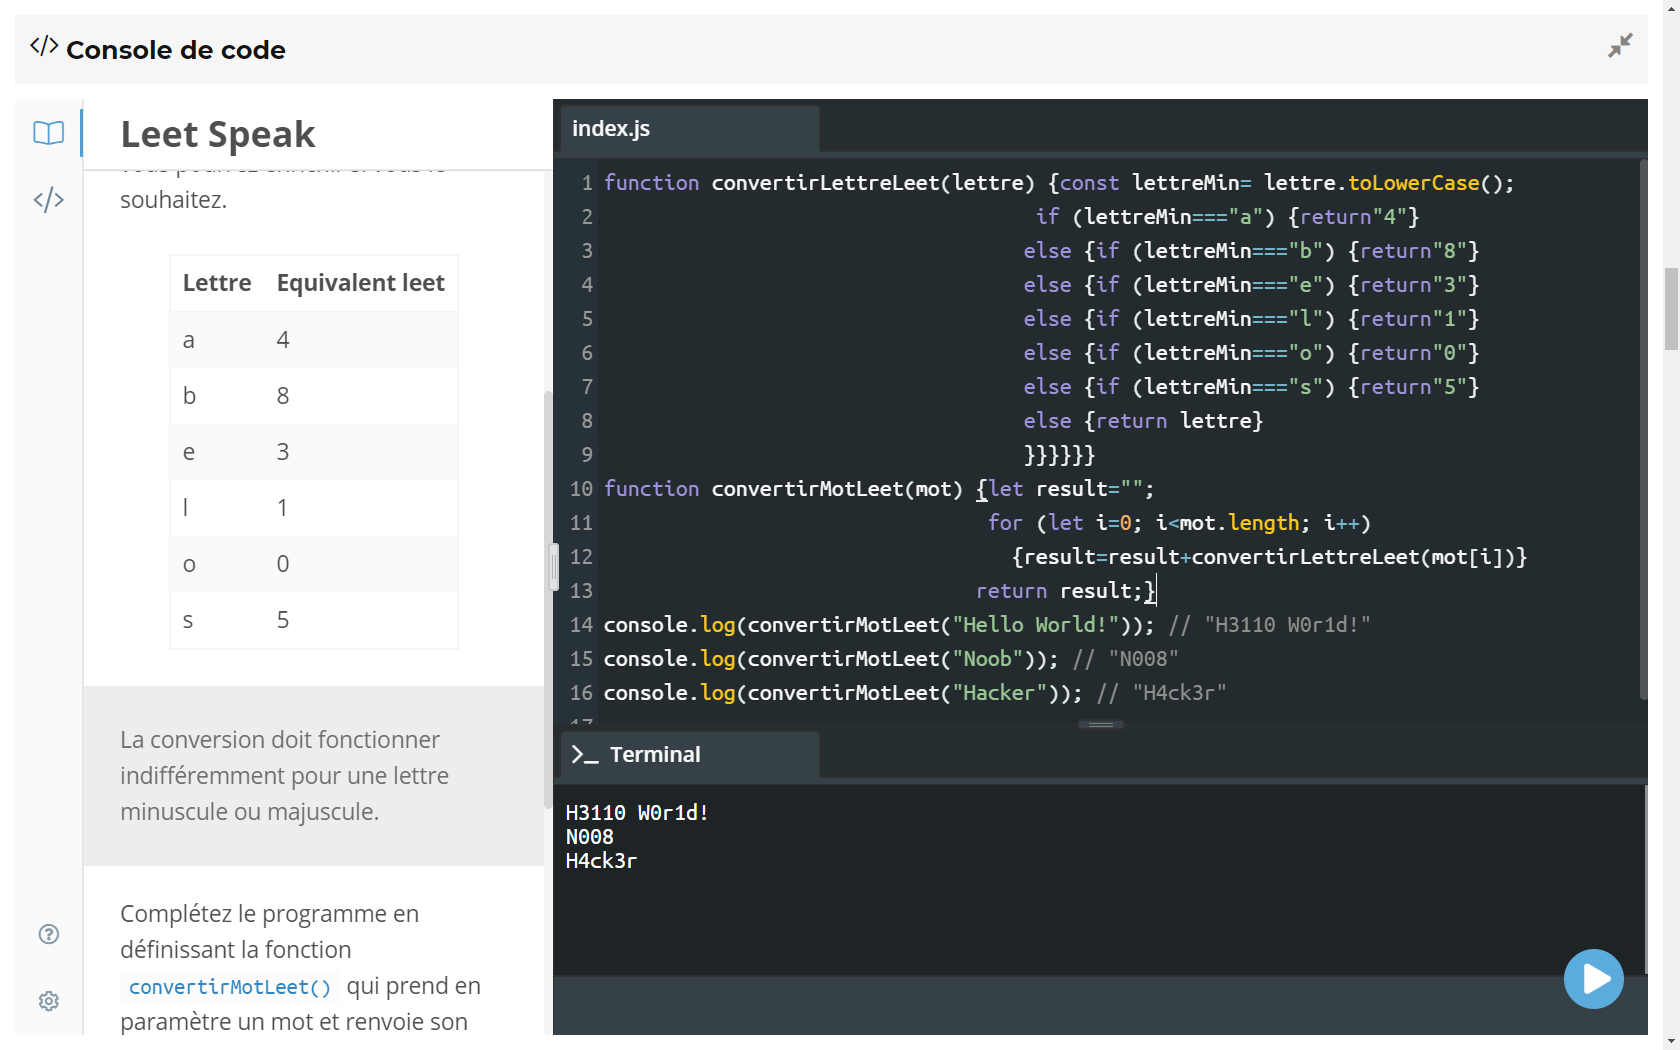 </> Console de code
Leet Speak
souhaitez.
Lettre Equivalent leet
a 4
b 8
e 3
l 1
o 0
s 5
La conversion doit fonctionner
indifféremment pour une lettre
minuscule ou majuscule.
Complétez le programme en
définissant la fonction
convertirMotLeet() qui prend en
paramètre un mot et renvoie son
index.js
1 function convertirLettreLeet(lettre) {const lettreMin= lettre.toLowerCase();
2 if (lettreMin==="a") {return"4"}
3 else {if (lettreMin==="b") {return"8"}
4 else {if (lettreMin==="e") {return"3"}
5 else {if (lettreMin==="l") {return"1"}
6 else {if (lettreMin==="o") {return"0"}
7 else {if (lettreMin==="s") {return"5"}
8 else {return lettre}
9 }}}}}}
10 function convertirMotLeet(mot) {let result="";
11 for (let i=0; i<mot.length; i++)
12 {result=result+convertirLettreLeet(mot[i])}
13 return result;}
14 console.log(convertirMotLeet("Hello World!")); // "H3110 W0r1d!"
15 console.log(convertirMotLeet("Noob")); // "N008"
16 console.log(convertirMotLeet("Hacker")); // "H4ck3r"
17
>_ Terminal
H3110 W0r1d!
N008
H4ck3r